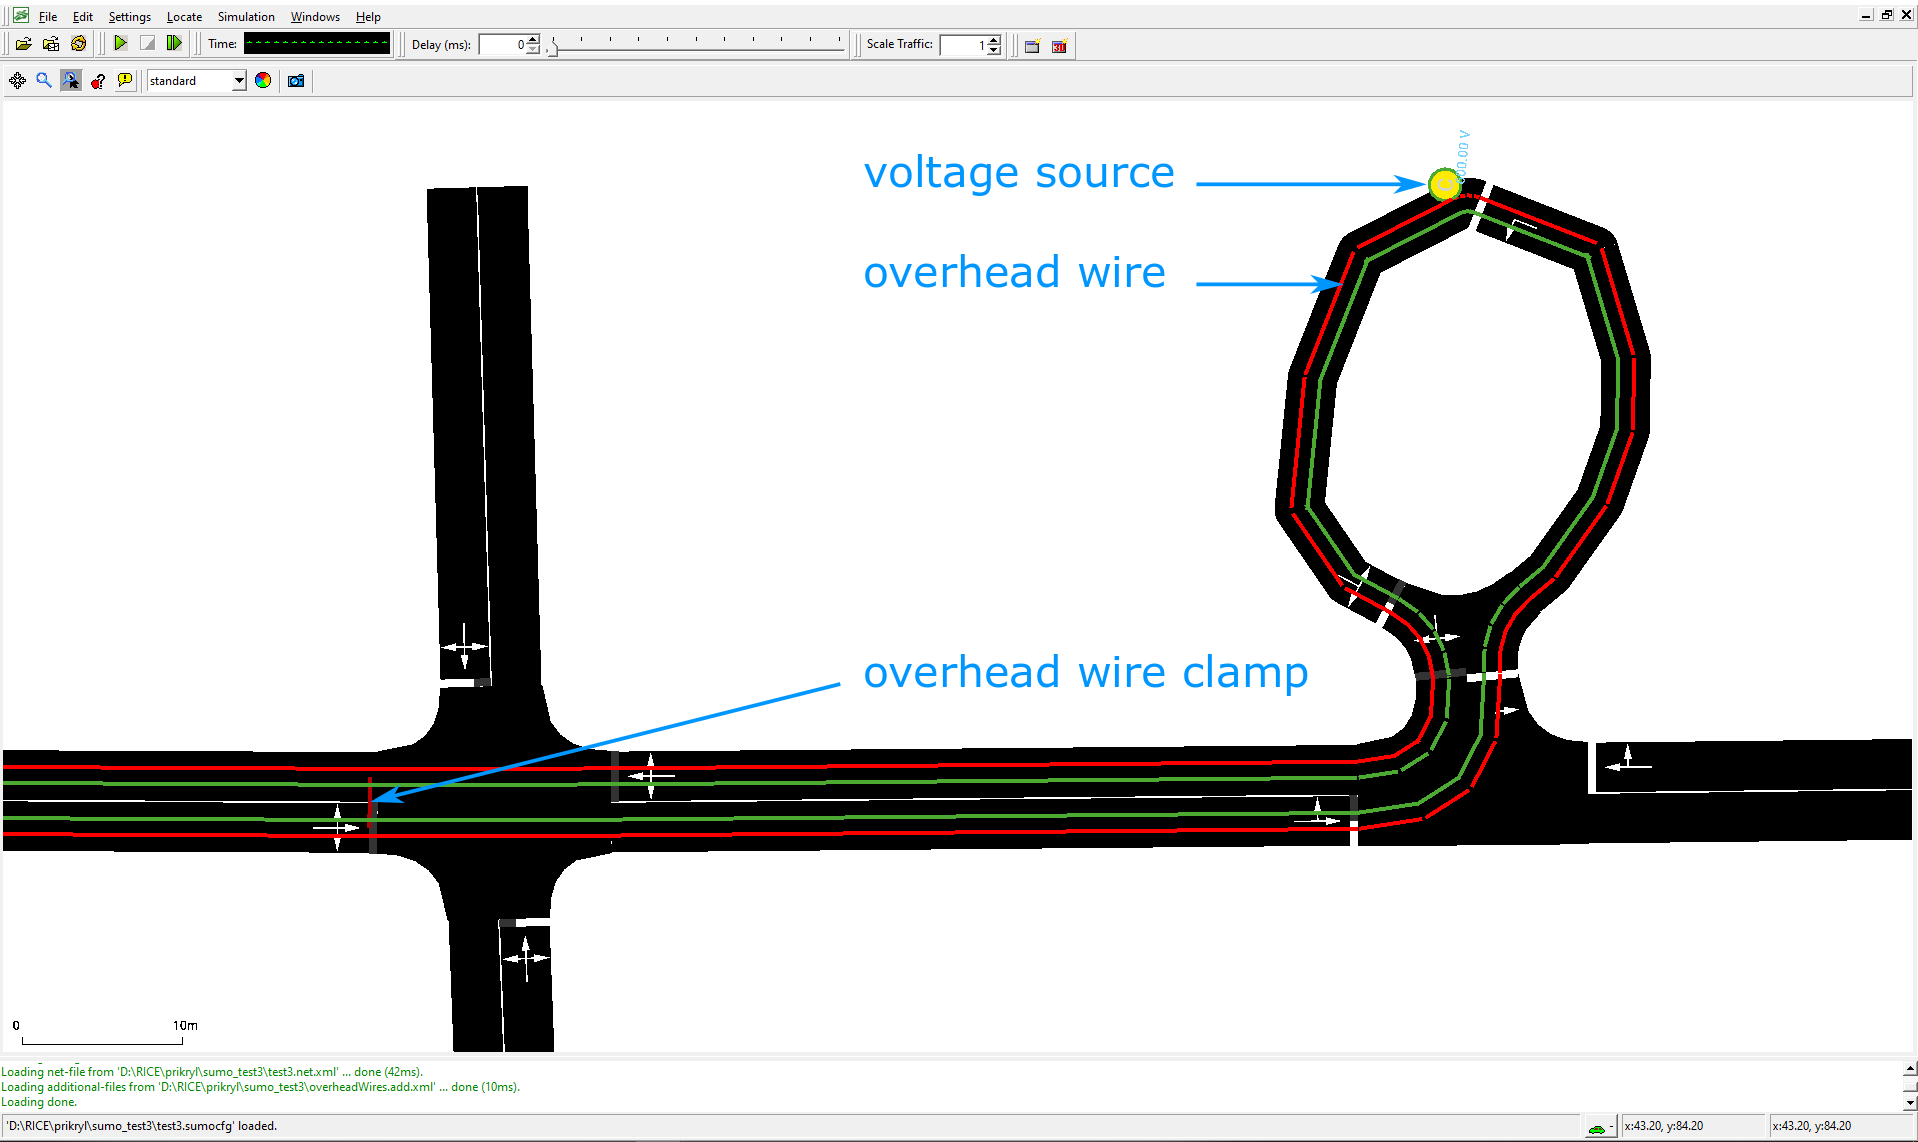 File Edit Settings Locate Simulation Windows Help
Time: Delay (ms): 0 Scale Traffic: 1
standard
voltage source
overhead wire
overhead wire clamp
0 10m
Loading net-file from 'D:\RICE\prikryl\sumo_test3\test3.net.xml' ... done (42ms).
Loading additional-files from 'D:\RICE\prikryl\sumo_test3\overheadWires.add.xml' ... done (10ms).
Loading done.
'D:\RICE\prikryl\sumo_test3\test3.sumocfg' loaded. x:43.20, y:84.20 x:43.20, y:84.20